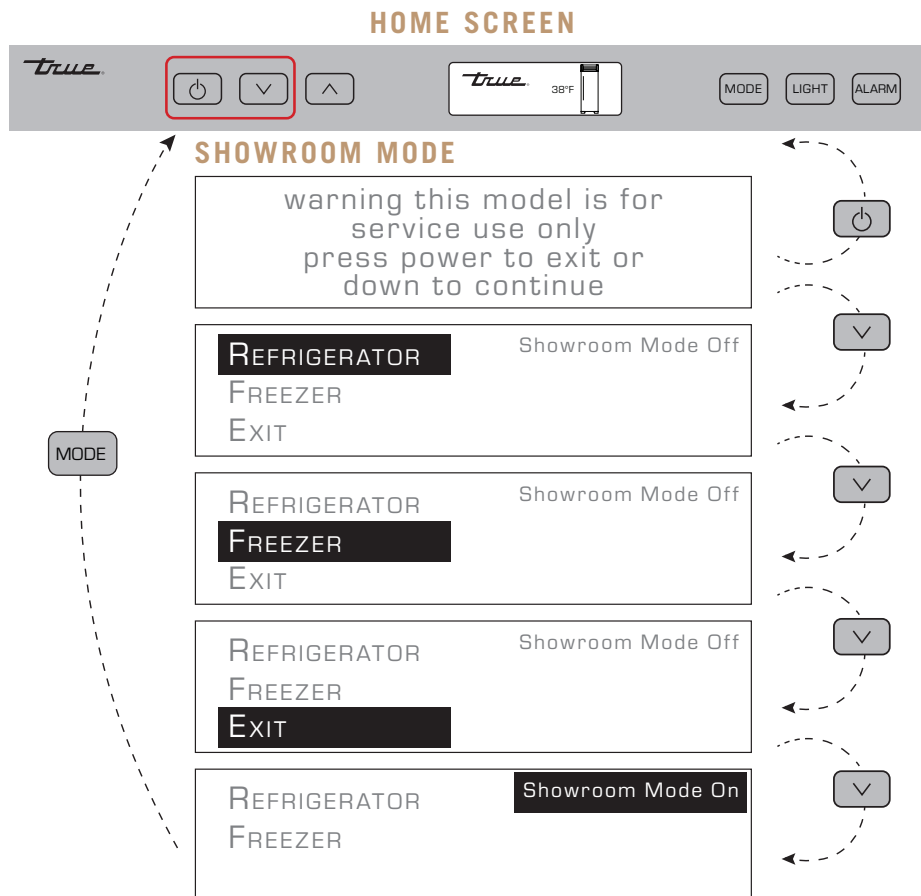 HOME SCREEN
true.
true. 38°F
MODE LIGHT ALARM
SHOWROOM MODE
warning this model is for
service use only
press power to exit or
down to continue
REFRIGERATOR Showroom Mode Off
FREEZER
EXIT
MODE
REFRIGERATOR Showroom Mode Off
FREEZER
EXIT
REFRIGERATOR Showroom Mode Off
FREEZER
EXIT
REFRIGERATOR Showroom Mode On
FREEZER